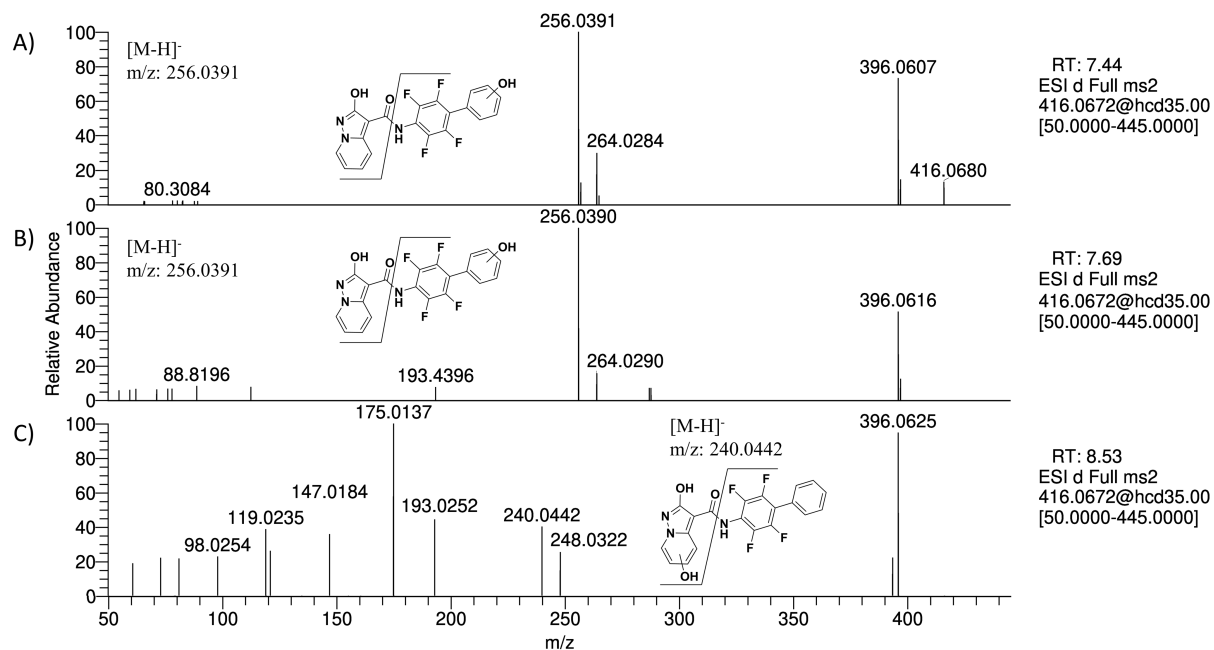 A)
[M-H]-
m/z: 256.0391
256.0391
396.0607
264.0284
416.0680
80.3084
OH
O
N
N
N
H
F
F
F
F
OH
100
80
60
40
20
0
RT: 7.44
ESI d Full ms2
416.0672@hcd35.00
[50.0000-445.0000]
B)
[M-H]-
m/z: 256.0391
256.0390
396.0616
264.0290
193.4396
88.8196
OH
O
N
N
N
H
F
F
F
F
OH
100
80
60
40
20
0
Relative Abundance
RT: 7.69
ESI d Full ms2
416.0672@hcd35.00
[50.0000-445.0000]
C)
[M-H]-
m/z: 240.0442
175.0137
396.0625
147.0184
193.0252
119.0235
240.0442
98.0254
248.0322
OH
O
N
N
N
H
F
F
F
F
OH
100
80
60
40
20
0
RT: 8.53
ESI d Full ms2
416.0672@hcd35.00
[50.0000-445.0000]
50 100 150 200 250 300 350 400
m/z